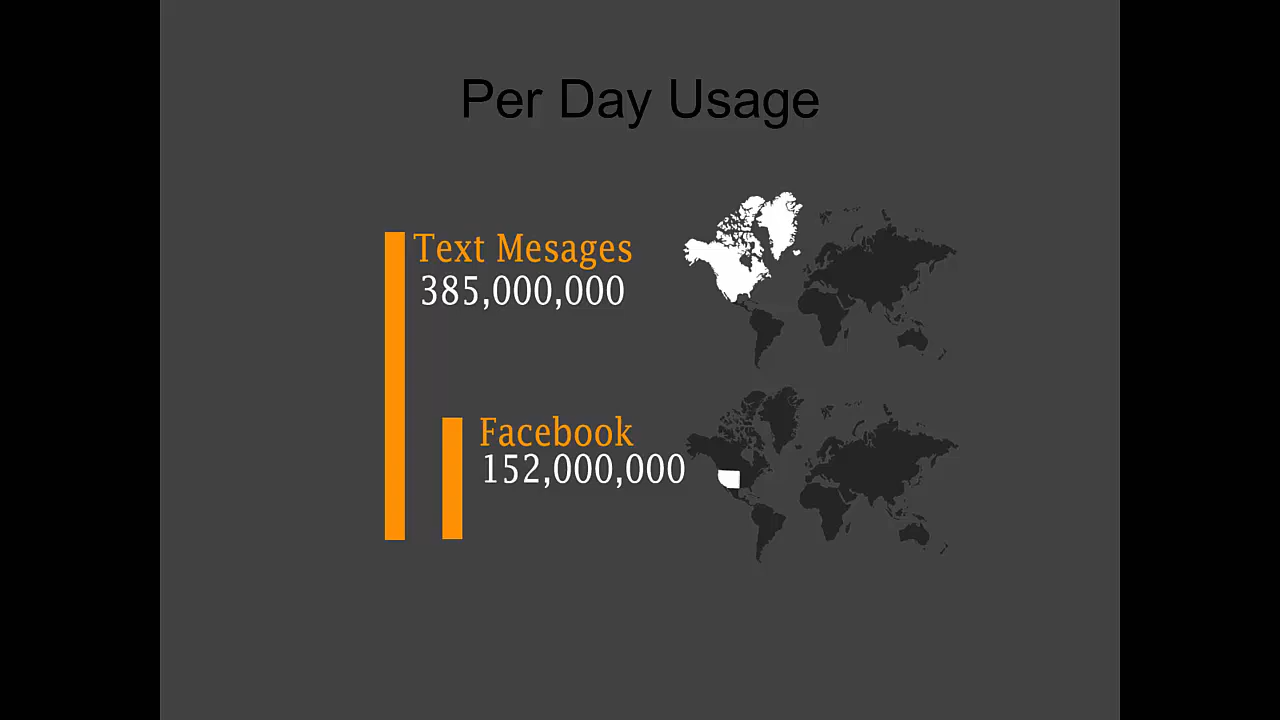 Per Day Usage
Text Mesages
385,000,000
Facebook
152,000,000